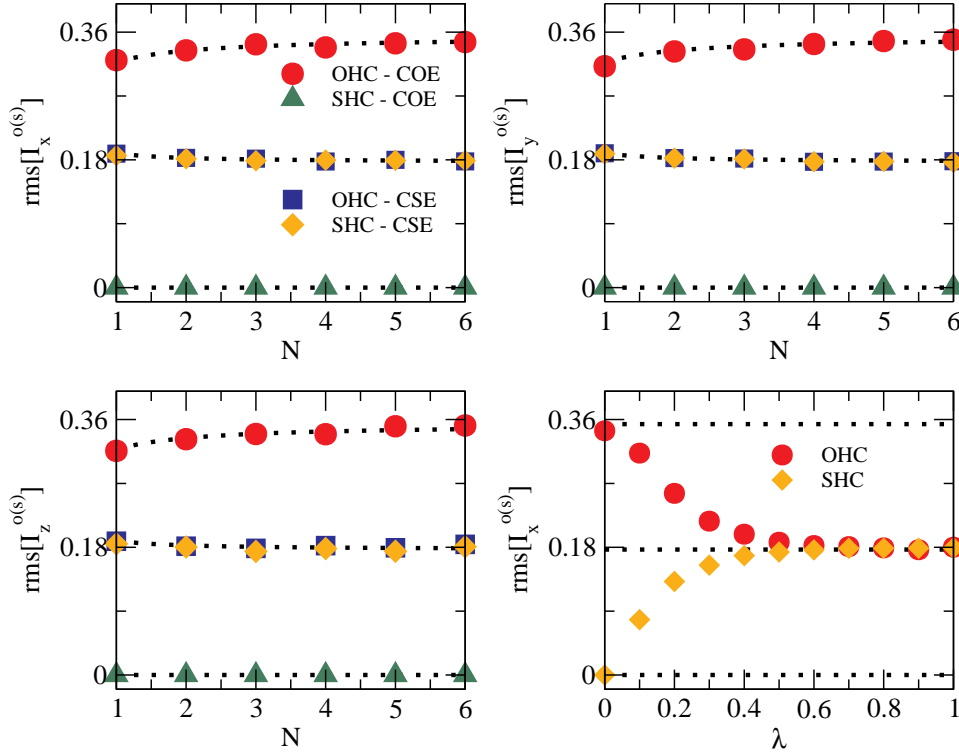 0.36
0.18
0
rms[I_x^o(s)]
OHC - COE
SHC - COE
OHC - CSE
SHC - CSE
1 2 3 4 5 6
N
0.36
0.18
0
rms[I_y^o(s)]
1 2 3 4 5 6
N
0.36
0.18
0
rms[I_z^o(s)]
1 2 3 4 5 6
N
0.36
0.18
0
rms[I_x^o(s)]
OHC
SHC
0 0.2 0.4 0.6 0.8 1
λ